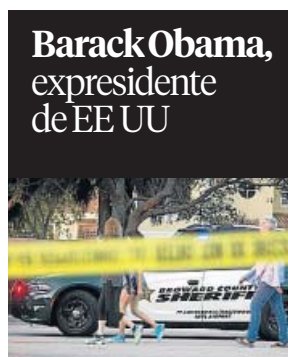 Barack Obama,
expresidente
de EE UU
BROWARD COUNTY
SHERIFF